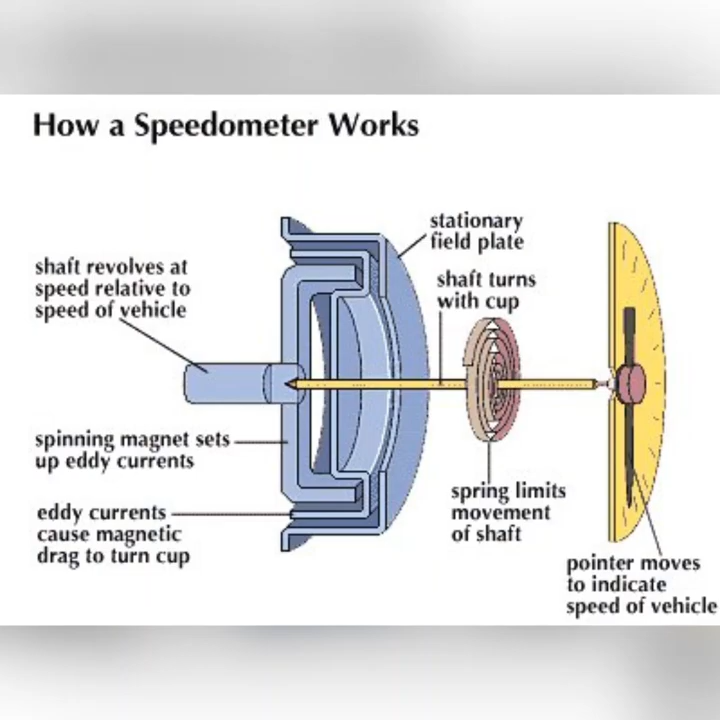 How a Speedometer Works
stationary
field plate
shaft revolves at
speed relative to
speed of vehicle
shaft turns
with cup
spinning magnet sets
up eddy currents
spring limits
movement
of shaft
eddy currents
cause magnetic
drag to turn cup
pointer moves
to indicate
speed of vehicle